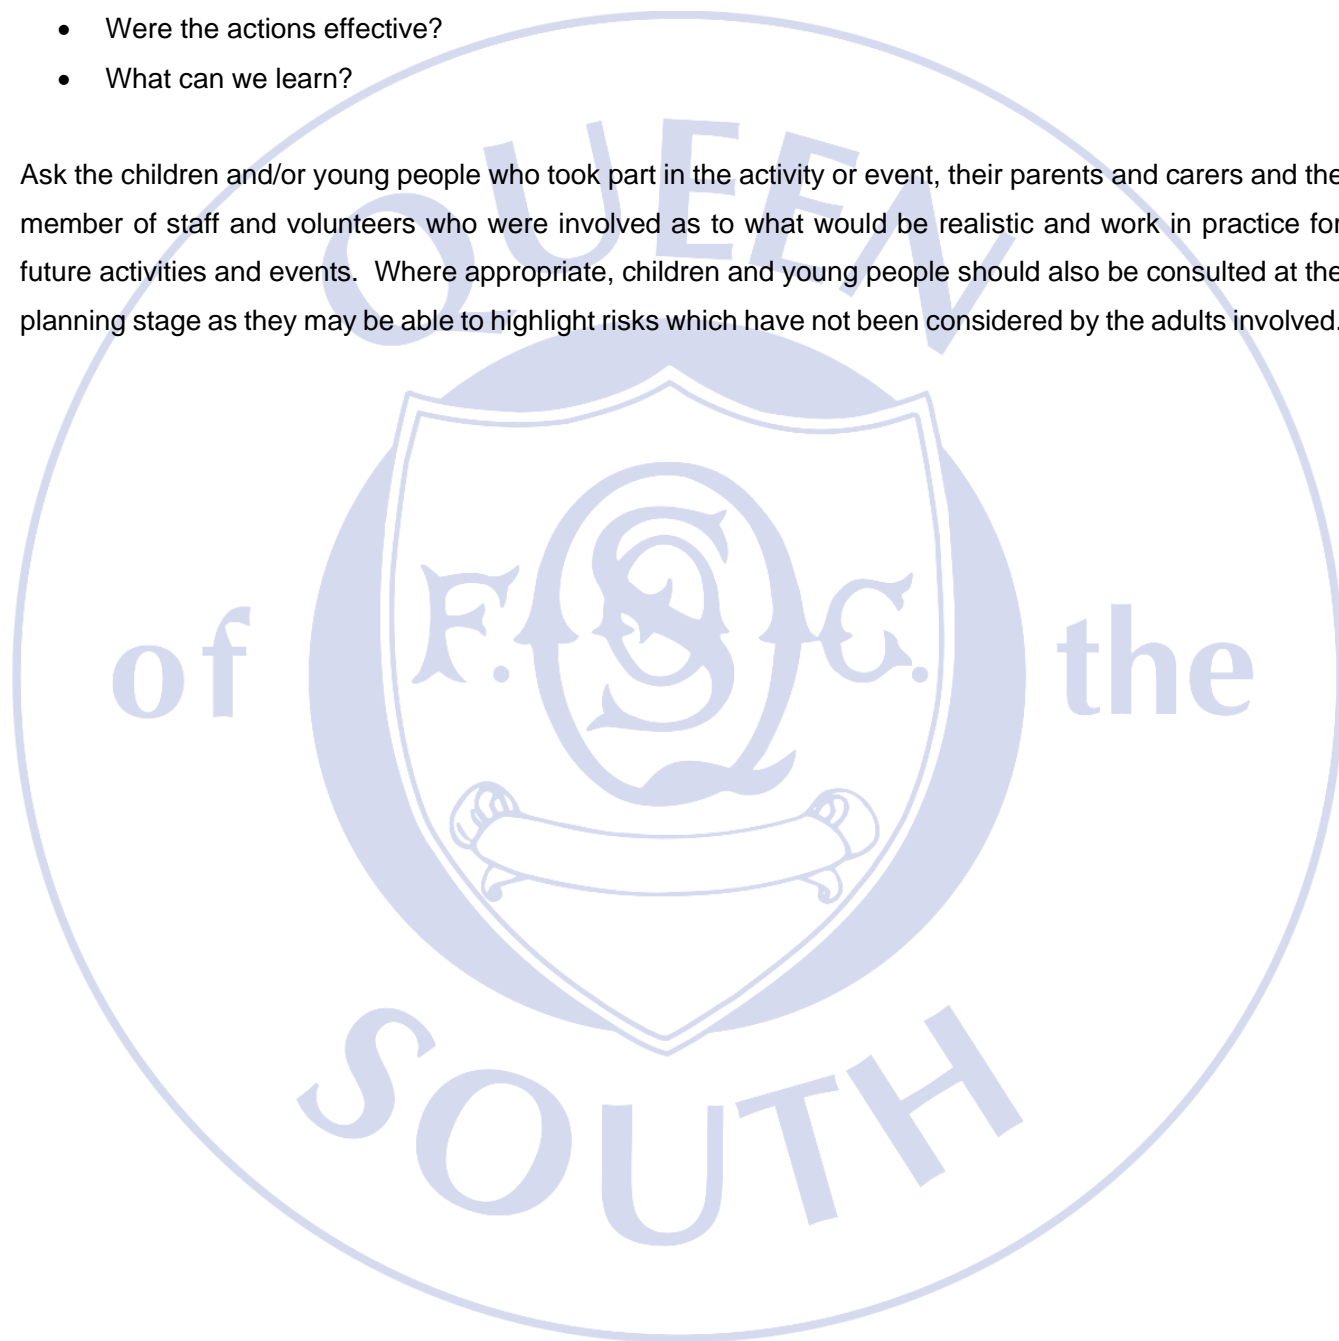 • Were the actions effective?
• What can we learn?
Ask the children and/or young people who took part in the activity or event, their parents and carers and the
member of staff and volunteers who were involved as to what would be realistic and work in practice for
future activities and events.  Where appropriate, children and young people should also be consulted at the
planning stage as they may be able to highlight risks which have not been considered by the adults involved.
QUEEN
of
F. QS C.
the
SOUTH